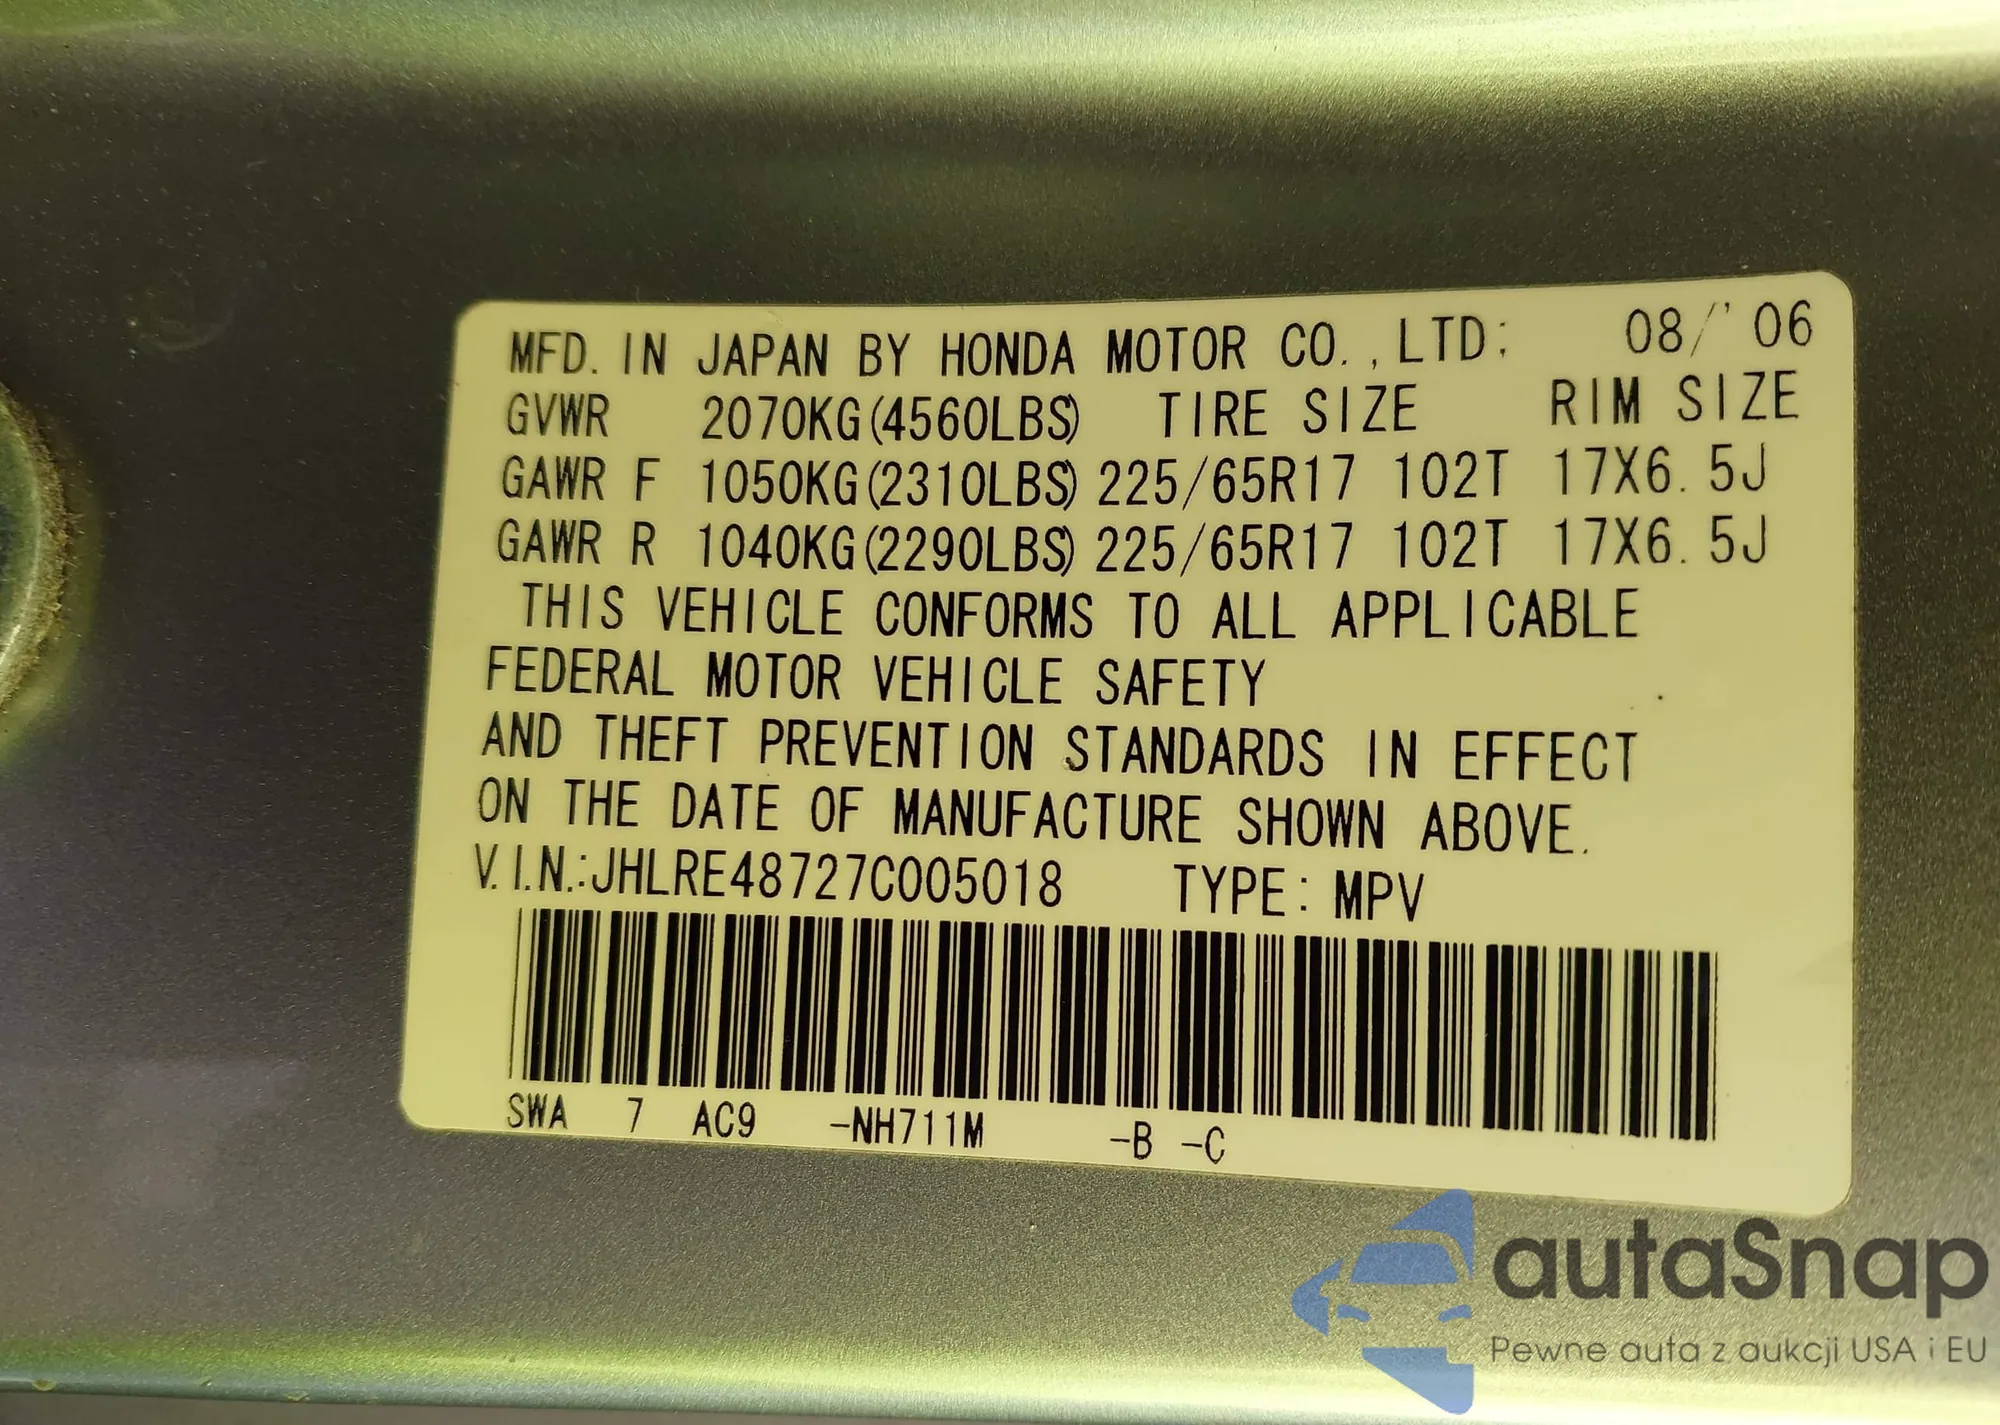 MFD. IN JAPAN BY HONDA MOTOR CO., LTD: 08/'06
GVWR 2070KG(4560LBS) TIRE SIZE RIM SIZE
GAWR F 1050KG(2310LBS) 225/65R17 102T 17X6.5J
GAWR R 1040KG(2290LBS) 225/65R17 102T 17X6.5J
THIS VEHICLE CONFORMS TO ALL APPLICABLE
FEDERAL MOTOR VEHICLE SAFETY
AND THEFT PREVENTION STANDARDS IN EFFECT
ON THE DATE OF MANUFACTURE SHOWN ABOVE.
V.I.N.:JHLRE48727C005018 TYPE: MPV
SWA 7 AC9 -NH711M -B -C
autaSnap
Pewne auta z aukcji USA i EU